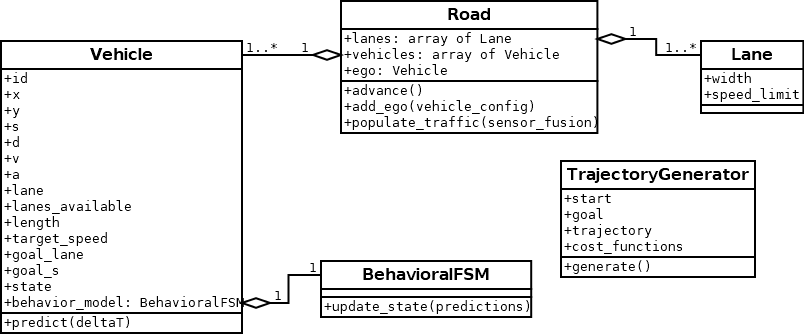 Vehicle
+id
+x
+y
+s
+d
+v
+a
+lane
+lanes_available
+length
+target_speed
+goal_lane
+goal_s
+state
+behavior_model: BehavioralFSM
+predict(deltaT)
1..*
1
Road
+lanes: array of Lane
+vehicles: array of Vehicle
+ego: Vehicle
+advance()
+add_ego(vehicle_config)
+populate_traffic(sensor_fusion)
1
1..*
Lane
+width
+speed_limit
TrajectoryGenerator
+start
+goal
+trajectory
+cost_functions
+generate()
1
1
BehavioralFSM
+update_state(predictions)